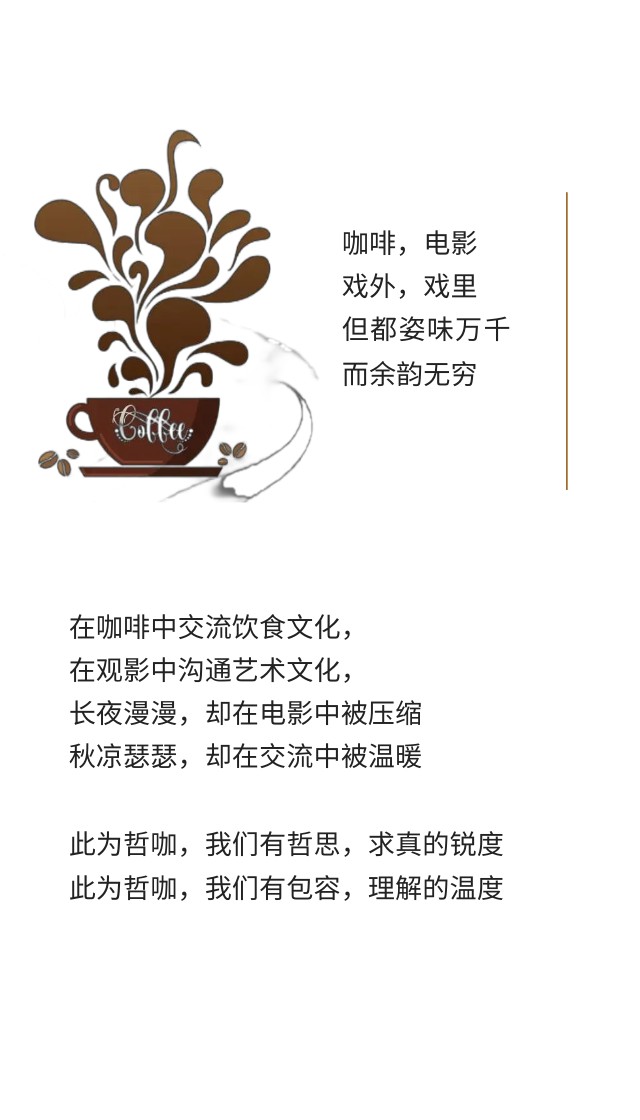 Coffee
咖啡，电影
戏外，戏里
但都姿味万千
而余韵无穷
在咖啡中交流饮食文化，
在观影中沟通艺术文化，
长夜漫漫，却在电影中被压缩
秋凉瑟瑟，却在交流中被温暖
此为哲咖，我们有哲思，求真的锐度
此为哲咖，我们有包容，理解的温度